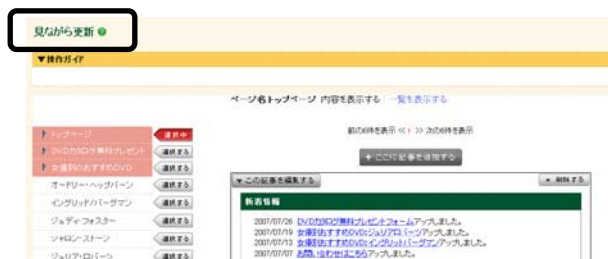 見ながら更新
▼操作ガイド
ページ名トップページ 内容を表示する | 一覧を表示する
前の6件を表示 << 1 >> 次の6件を表示
＋ここに記事を追加する
トップページ 選択中
DVDカタログ無料プレゼント 選択する
女優別おすすめDVD 選択する
オードリー・ヘップバーン 選択する
イングリッド・バーグマン 選択する
ジュディ・フォスター 選択する
シャロン・ストーン 選択する
ジュリア・ロバーツ 選択する
▼この記事を編集する
削除する
新着情報
2007/07/26 DVDカタログ無料プレゼントフォームアップしました。
2007/07/19 女優別おすすめDVD:ジュリアロバーツアップしました。
2007/07/13 女優別おすすめDVD:イングリットバーグマンアップしました。
2007/07/07 お問い合わせはこちらアップしました。